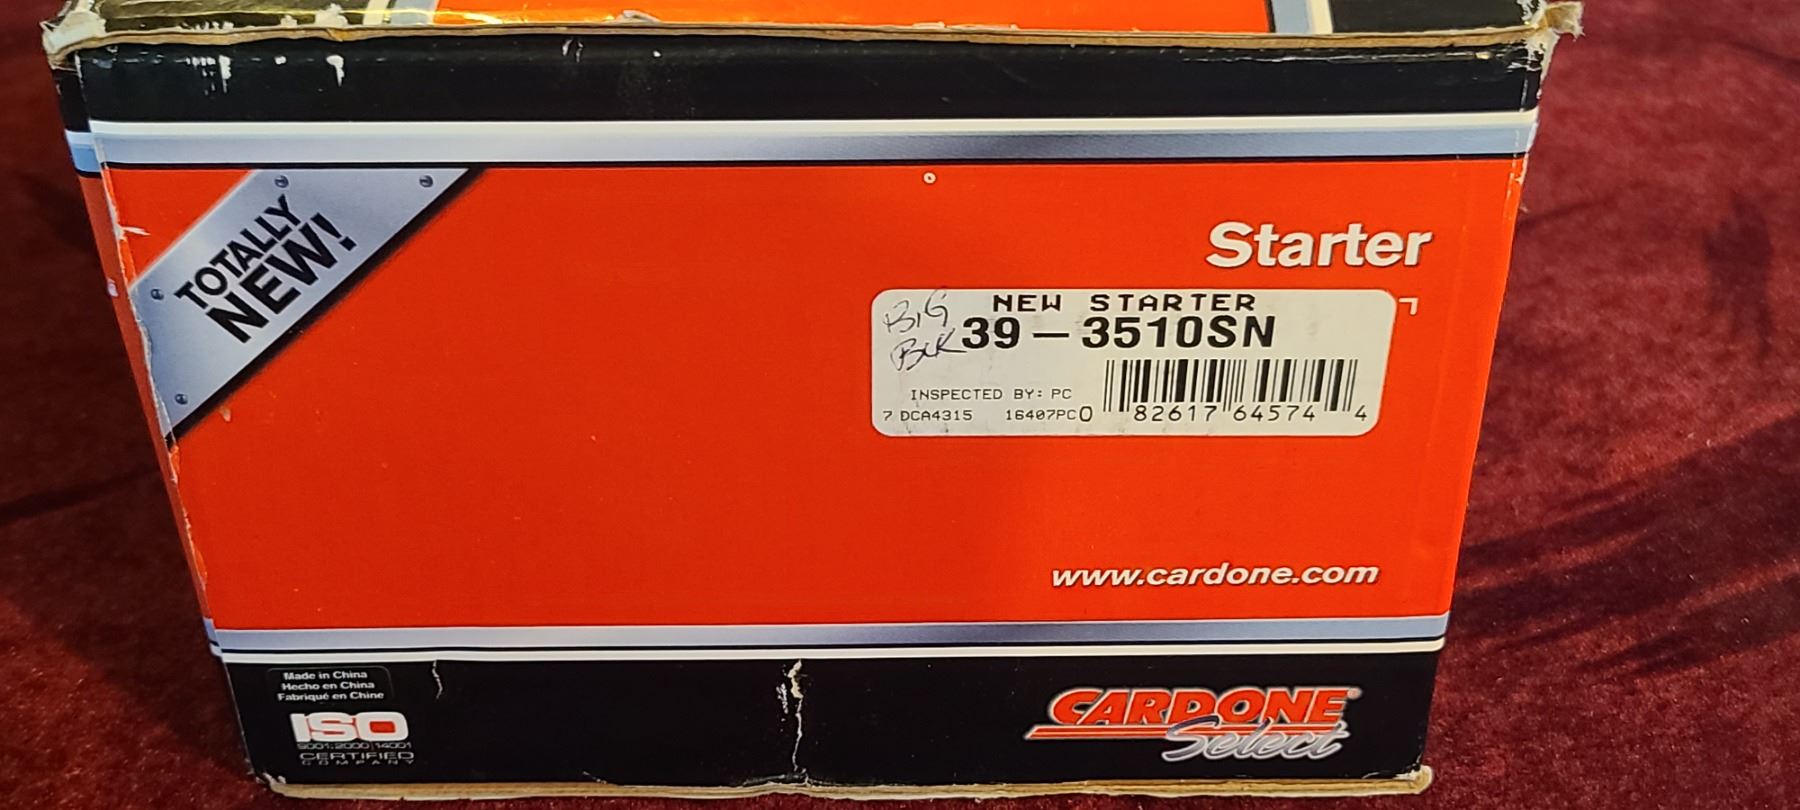 TOTALLY
NEW!
Starter
BIG
BLK
NEW STARTER
39-3510SN
INSPECTED BY: PC
7 DCA4315 16407PC
0 82617 64574 4
www.cardone.com
Made in China
Hecho en China
Fabriqué en Chine
ISO
9001:2000 | 14001
CERTIFIED
COMPANY
CARDONE®
Select